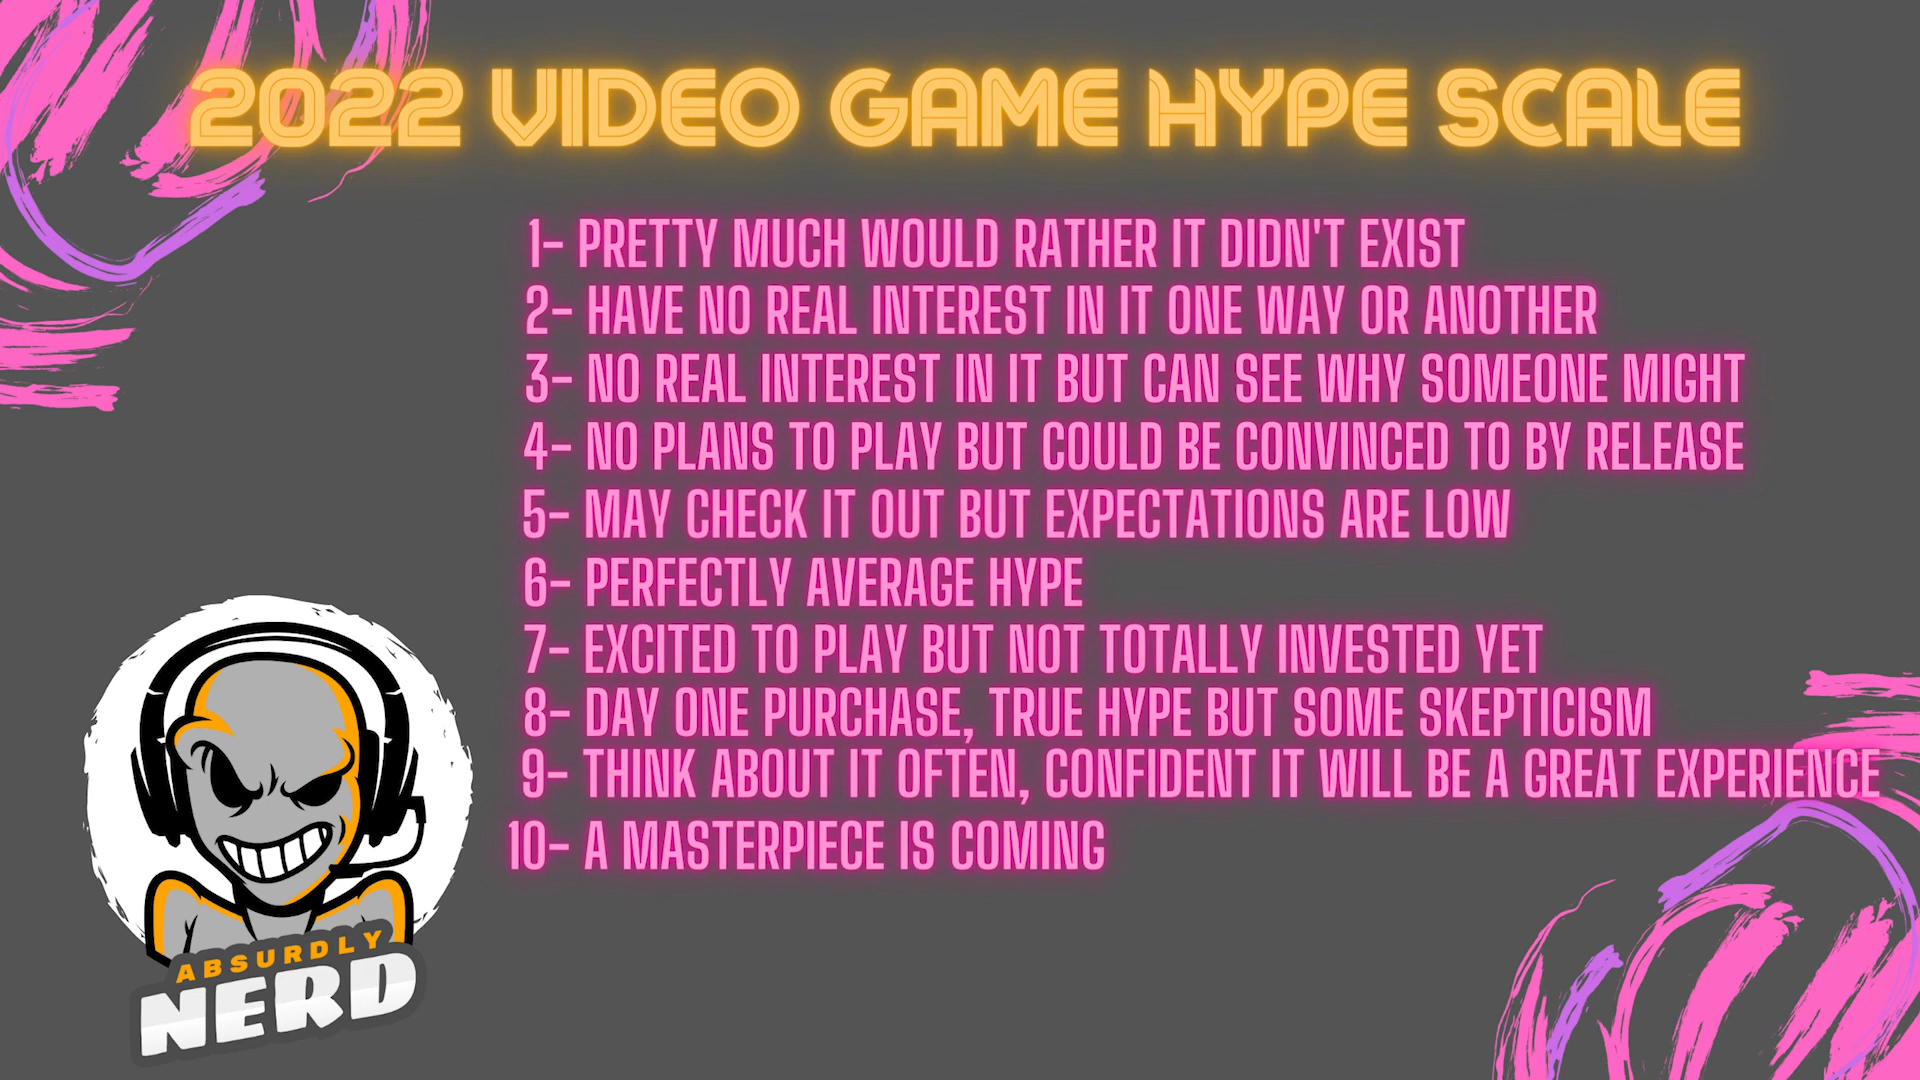 2022 VIDEO GAME HYPE SCALE
1- PRETTY MUCH WOULD RATHER IT DIDN'T EXIST
2- HAVE NO REAL INTEREST IN IT ONE WAY OR ANOTHER
3- NO REAL INTEREST IN IT BUT CAN SEE WHY SOMEONE MIGHT
4- NO PLANS TO PLAY BUT COULD BE CONVINCED TO BY RELEASE
5- MAY CHECK IT OUT BUT EXPECTATIONS ARE LOW
6- PERFECTLY AVERAGE HYPE
7- EXCITED TO PLAY BUT NOT TOTALLY INVESTED YET
8- DAY ONE PURCHASE, TRUE HYPE BUT SOME SKEPTICISM
9- THINK ABOUT IT OFTEN, CONFIDENT IT WILL BE A GREAT EXPERIENCE
10- A MASTERPIECE IS COMING
ABSURDLY
NERD